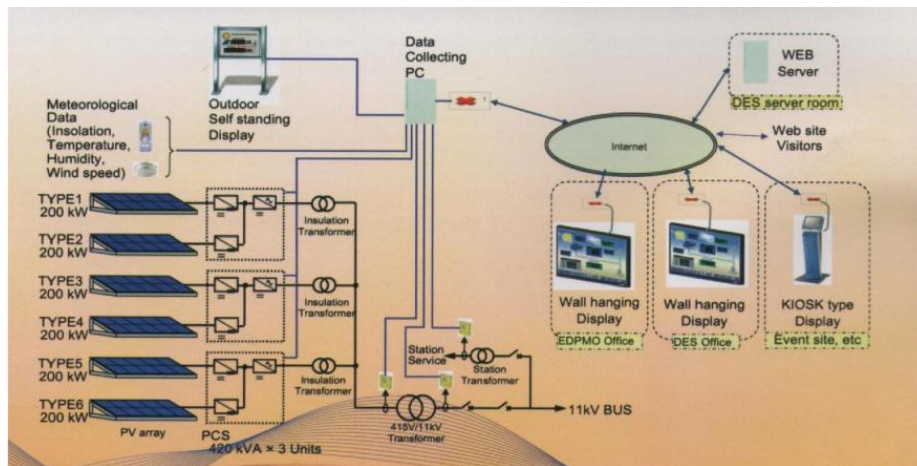 Data
Collecting
PC
WEB
Server
DES server room
Outdoor
Self standing
Display
Meteorological
Data
(Insolation,
Temperature,
Humidity,
Wind speed)
Internet
Web site
Visitors
TYPE1
200 kW
Insulation
Transformer
TYPE2
200 kW
TYPE3
200 kW
Insulation
Transformer
TYPE4
200 kW
TYPE5
200 kW
Insulation
Transformer
TYPE6
200 kW
PV array
PCS
420 kVA × 3 Units
Wall hanging
Display
EDPMO Office
Wall hanging
Display
DES Office
KIOSK type
Display
Event site, etc
Station
Service
Station
Transformer
415V/11kV
Transformer
11kV BUS